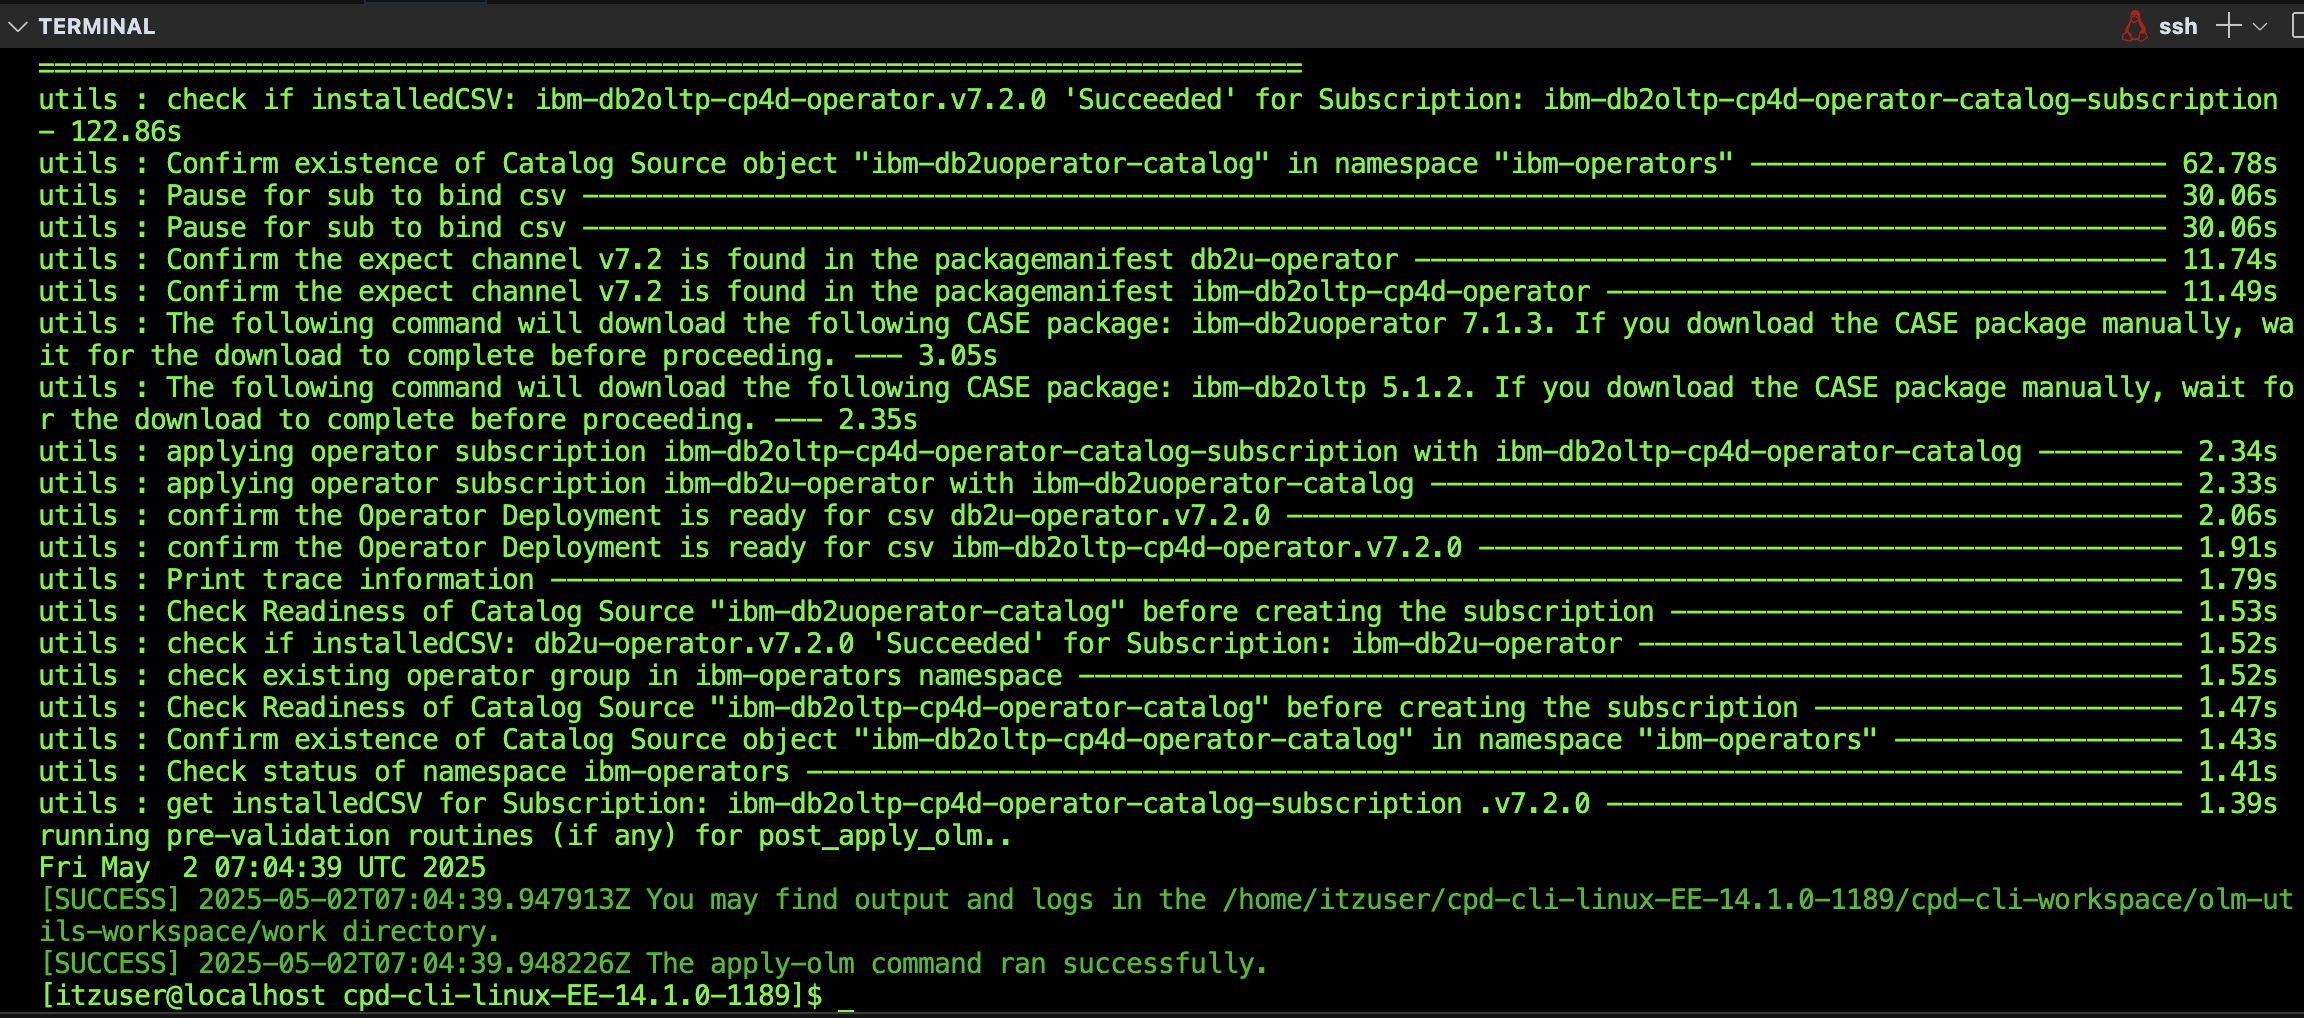 TERMINAL
ssh
===============================================================================
utils : check if installedCSV: ibm-db2oltp-cp4d-operator.v7.2.0 'Succeeded' for Subscription: ibm-db2oltp-cp4d-operator-catalog-subscription
- 122.86s
utils : Confirm existence of Catalog Source object "ibm-db2uoperator-catalog" in namespace "ibm-operators" -------------------------- 62.78s
utils : Pause for sub to bind csv --------------------------------------------------------------------------------------------------- 30.06s
utils : Pause for sub to bind csv --------------------------------------------------------------------------------------------------- 30.06s
utils : Confirm the expect channel v7.2 is found in the packagemanifest db2u-operator ----------------------------------------------- 11.74s
utils : Confirm the expect channel v7.2 is found in the packagemanifest ibm-db2oltp-cp4d-operator ----------------------------------- 11.49s
utils : The following command will download the following CASE package: ibm-db2uoperator 7.1.3. If you download the CASE package manually, wa
it for the download to complete before proceeding. --- 3.05s
utils : The following command will download the following CASE package: ibm-db2oltp 5.1.2. If you download the CASE package manually, wait fo
r the download to complete before proceeding. --- 2.35s
utils : applying operator subscription ibm-db2oltp-cp4d-operator-catalog-subscription with ibm-db2oltp-cp4d-operator-catalog --------- 2.34s
utils : applying operator subscription ibm-db2u-operator with ibm-db2uoperator-catalog ----------------------------------------------- 2.33s
utils : confirm the Operator Deployment is ready for csv db2u-operator.v7.2.0 -------------------------------------------------------- 2.06s
utils : confirm the Operator Deployment is ready for csv ibm-db2oltp-cp4d-operator.v7.2.0 -------------------------------------------- 1.91s
utils : Print trace information ------------------------------------------------------------------------------------------------------ 1.79s
utils : Check Readiness of Catalog Source "ibm-db2uoperator-catalog" before creating the subscription -------------------------------- 1.53s
utils : check if installedCSV: db2u-operator.v7.2.0 'Succeeded' for Subscription: ibm-db2u-operator ---------------------------------- 1.52s
utils : check existing operator group in ibm-operators namespace --------------------------------------------------------------------- 1.52s
utils : Check Readiness of Catalog Source "ibm-db2oltp-cp4d-operator-catalog" before creating the subscription ----------------------- 1.47s
utils : Confirm existence of Catalog Source object "ibm-db2oltp-cp4d-operator-catalog" in namespace "ibm-operators" ------------------ 1.43s
utils : Check status of namespace ibm-operators -------------------------------------------------------------------------------------- 1.41s
utils : get installedCSV for Subscription: ibm-db2oltp-cp4d-operator-catalog-subscription .v7.2.0 ------------------------------------ 1.39s
running pre-validation routines (if any) for post_apply_olm..
Fri May  2 07:04:39 UTC 2025
[SUCCESS] 2025-05-02T07:04:39.947913Z You may find output and logs in the /home/itzuser/cpd-cli-linux-EE-14.1.0-1189/cpd-cli-workspace/olm-ut
ils-workspace/work directory.
[SUCCESS] 2025-05-02T07:04:39.948226Z The apply-olm command ran successfully.
[itzuser@localhost cpd-cli-linux-EE-14.1.0-1189]$ _